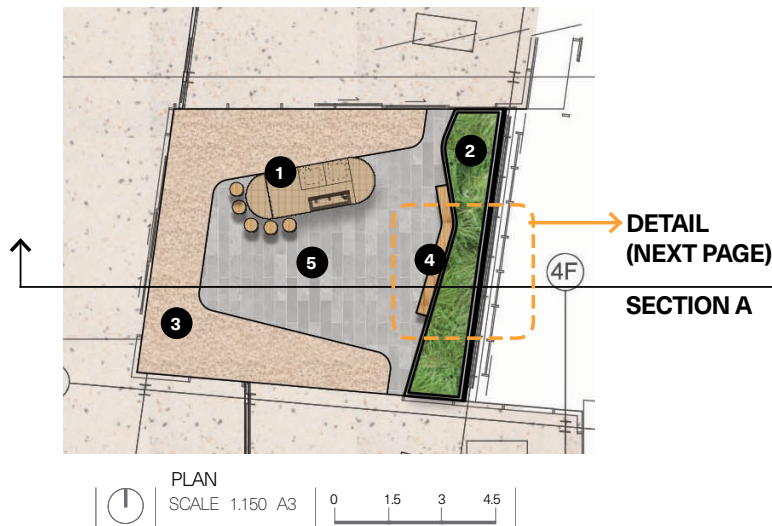 1
2
DETAIL
(NEXT PAGE)
4
5
4F
SECTION A
3
PLAN
SCALE 1.150 A3
0 1.5 3 4.5